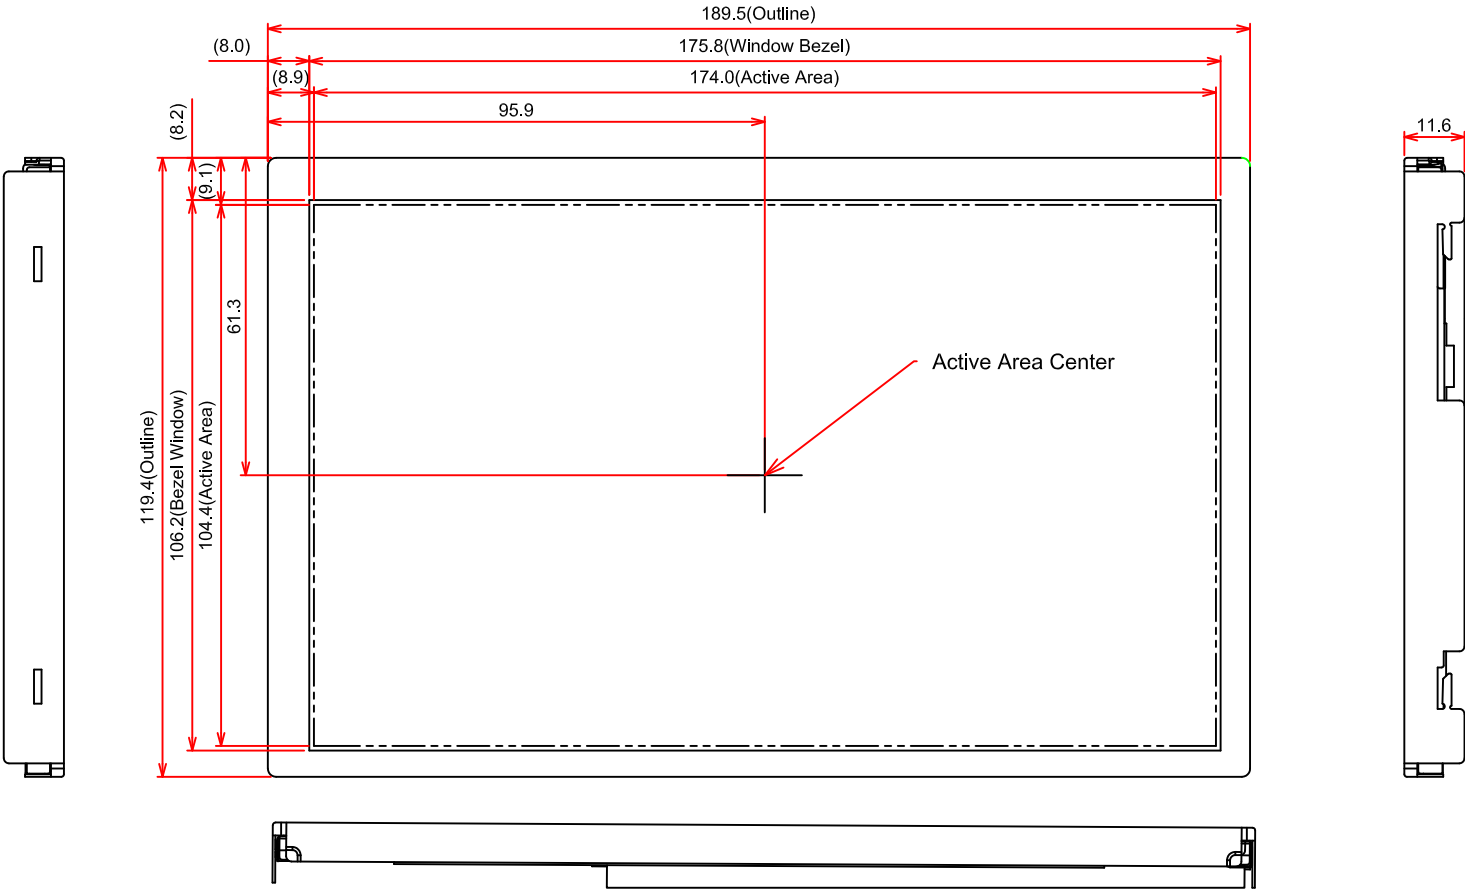 189.5(Outline)
(8.0)
175.8(Window Bezel)
(8.9)
174.0(Active Area)
95.9
(8.2)
11.6
(9.1)
61.3
Active Area Center
119.4(Outline)
106.2(Bezel Window)
104.4(Active Area)